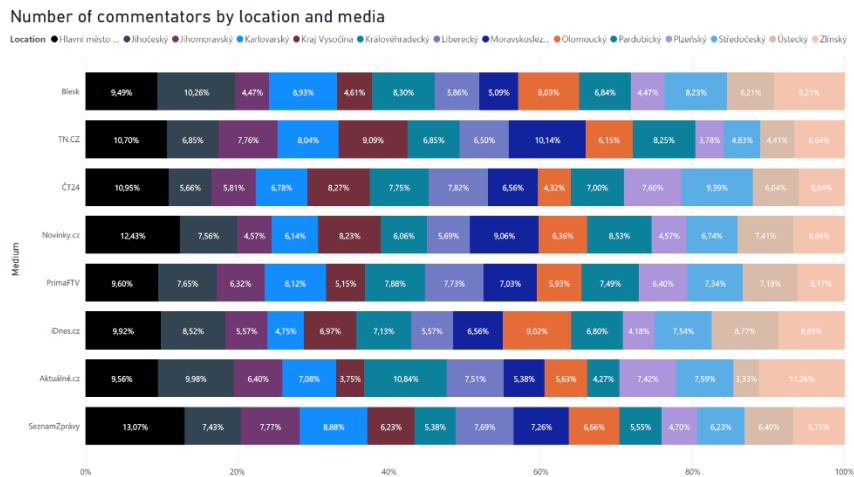 Number of commentators by location and media
Location Hlavní město ... Jihočeský Jihomoravský Karlovarský Kraj Vysočina Královéhradecký Liberecký Moravskoslez... Olomoucký Pardubický Plzeňský Středočeský Ústecký Zlínský
Medium
Blesk 9,49% 10,26% 4,47% 8,93% 4,61% 8,30% 5,86% 5,09% 8,03% 6,84% 4,47% 8,23% 6,21% 9,21%
TN.CZ 10,70% 6,85% 7,76% 8,04% 9,09% 6,85% 6,50% 10,14% 6,15% 8,25% 3,78% 4,83% 4,41% 6,64%
ČT24 10,95% 5,66% 5,81% 6,78% 8,27% 7,75% 7,82% 6,56% 4,32% 7,00% 7,60% 9,39% 6,04% 6,04%
Novinky.cz 12,43% 7,56% 4,57% 6,14% 8,23% 6,06% 5,69% 9,06% 6,36% 8,53% 4,57% 6,74% 7,41% 6,66%
PrimaFTV 9,60% 7,65% 6,32% 8,12% 5,15% 7,88% 7,73% 7,03% 5,93% 7,49% 6,40% 7,34% 7,18% 6,17%
iDnes.cz 9,92% 8,52% 5,57% 4,75% 6,97% 7,13% 5,57% 6,56% 9,02% 6,80% 4,18% 7,54% 8,77% 8,69%
Aktuálně.cz 9,56% 9,98% 6,40% 7,08% 3,75% 10,84% 7,51% 5,38% 5,63% 4,27% 7,42% 7,59% 3,33% 11,26%
SeznamZprávy 13,07% 7,43% 7,77% 8,88% 6,23% 5,38% 7,69% 7,26% 6,66% 5,55% 4,70% 6,23% 6,40% 6,75%
0% 20% 40% 60% 80% 100%